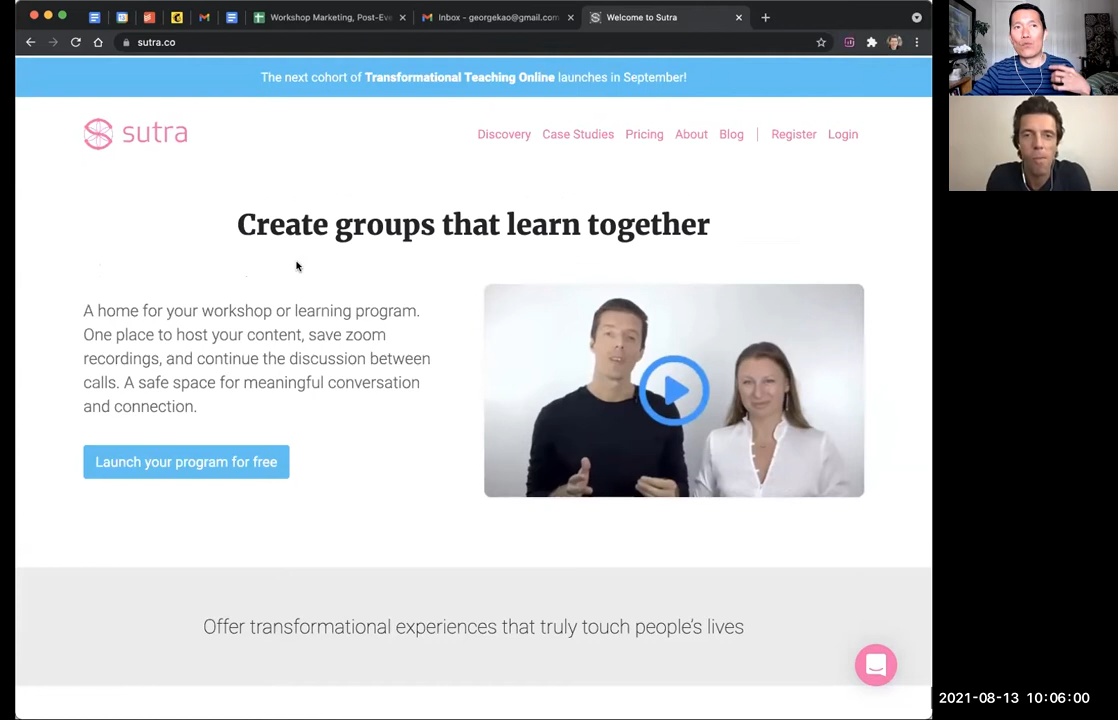 Workshop Marketing, Post-Eve
Inbox - georgekao@gmail.com
Welcome to Sutra
sutra.co
The next cohort of Transformational Teaching Online launches in September!
sutra
Discovery Case Studies Pricing About Blog | Register Login
Create groups that learn together
A home for your workshop or learning program.
One place to host your content, save zoom
recordings, and continue the discussion between
calls. A safe space for meaningful conversation
and connection.
Launch your program for free
Offer transformational experiences that truly touch people's lives
2021-08-13 10:06:00